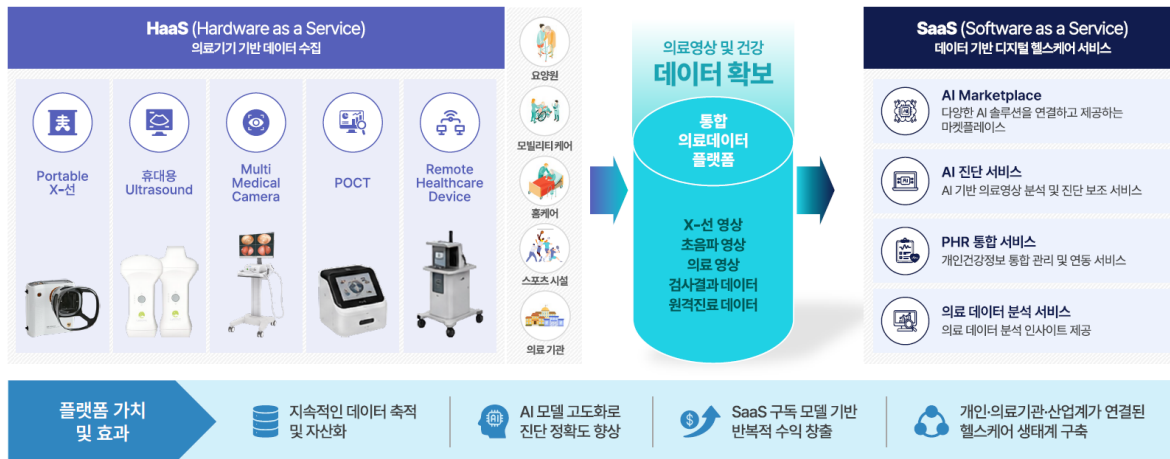 HaaS (Hardware as a Service)
의료기기 기반 데이터 수집
Portable
X-선
휴대용
Ultrasound
Multi
Medical
Camera
POCT
Remote
Healthcare
Device
요양원
모빌리티 케어
홈케어
스포츠 시설
의료 기관
의료영상 및 건강
데이터 확보
통합
의료데이터
플랫폼
X-선 영상
초음파 영상
의료 영상
검사결과 데이터
원격진료 데이터
SaaS (Software as a Service)
데이터 기반 디지털 헬스케어 서비스
AI Marketplace
다양한 AI 솔루션을 연결하고 제공하는
마켓플레이스
AI 진단 서비스
AI 기반 의료영상 분석 및 진단 보조 서비스
PHR 통합 서비스
개인건강정보 통합 관리 및 연동 서비스
의료 데이터 분석 서비스
의료 데이터 분석 인사이트 제공
플랫폼 가치
및 효과
지속적인 데이터 축적
및 자산화
AI
AI 모델 고도화로
진단 정확도 향상
SaaS 구독 모델 기반
반복적 수익 창출
개인·의료기관·산업계가 연결된
헬스케어 생태계 구축